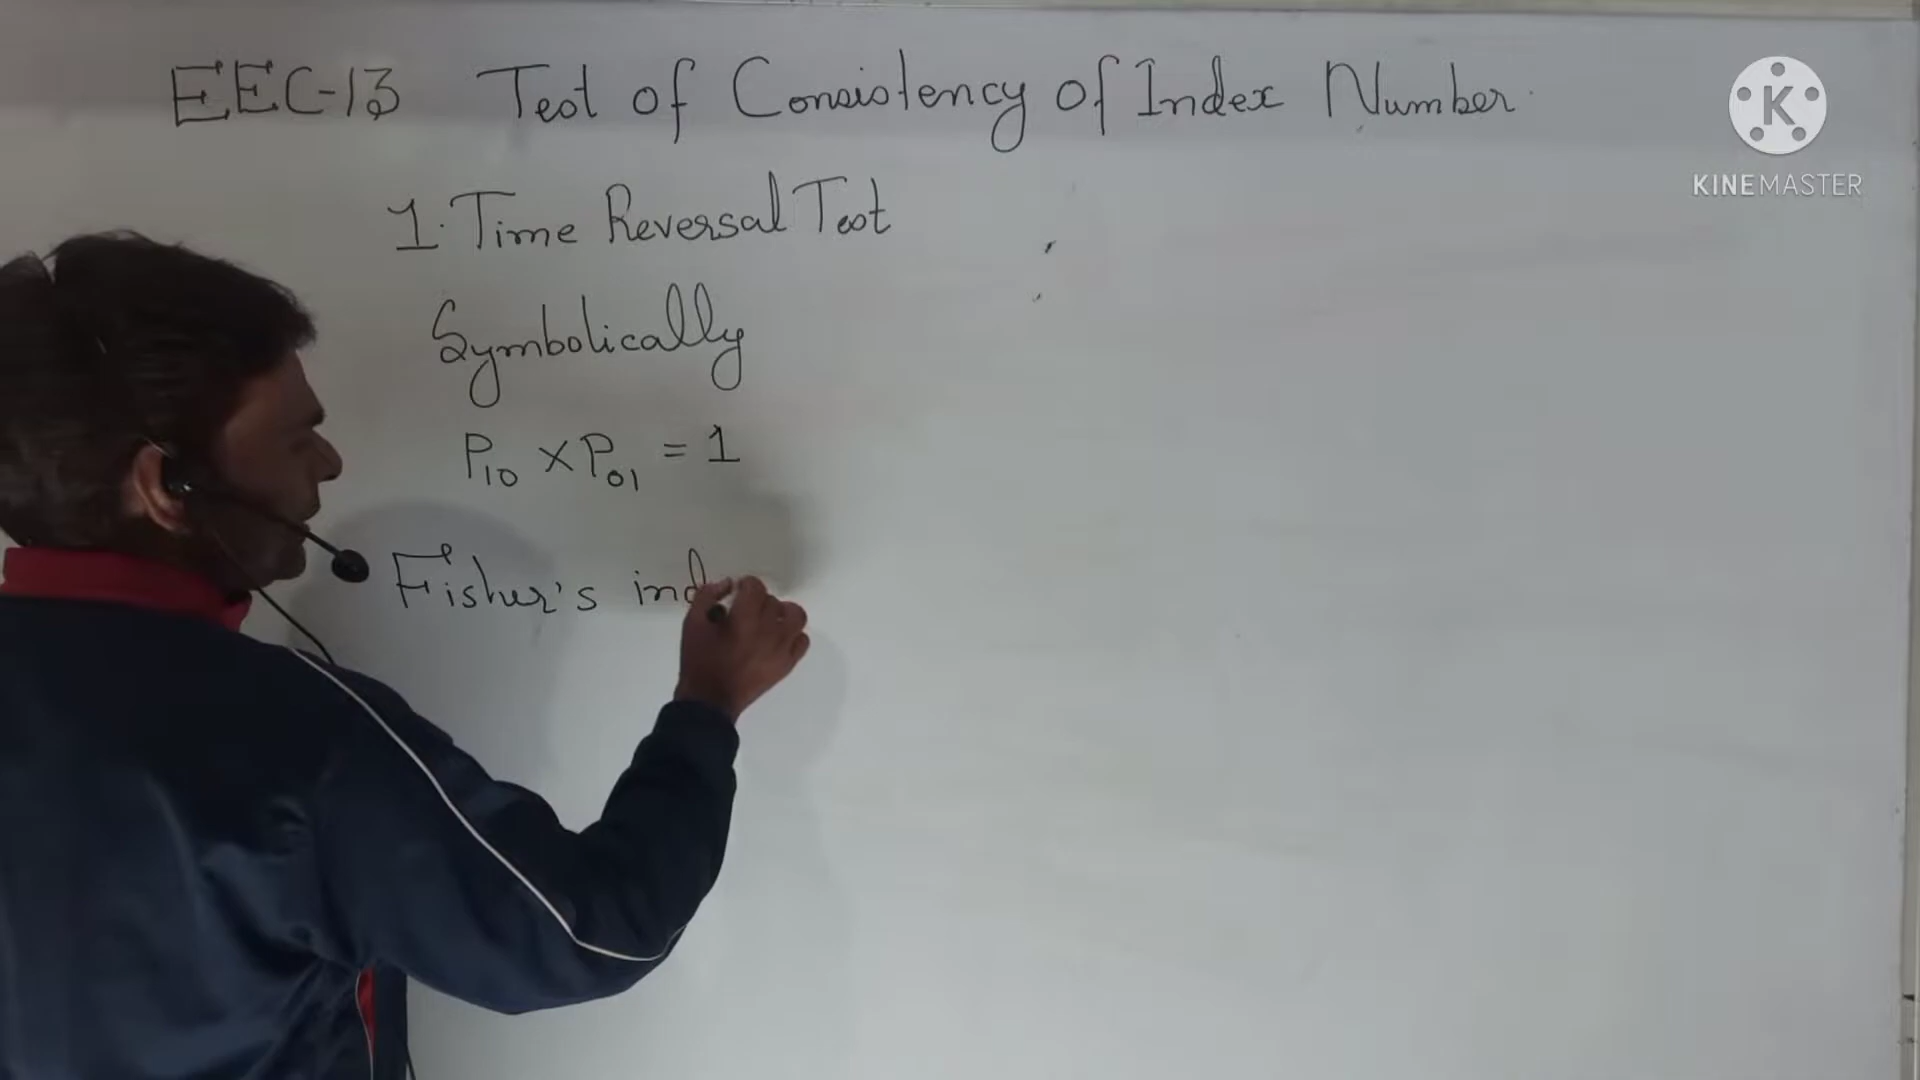 EEC-13 Test of Consistency of Index Number.
K
KINEMASTER
1. Time Reversal Test
Symbolically
P₁₀ × P₀₁ = 1
Fisher's ind